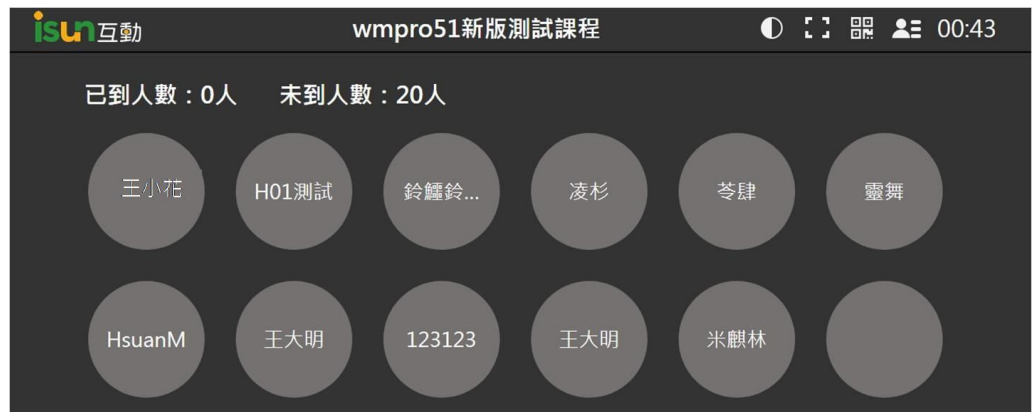 isun互動 wmpro51新版測試課程 00:43
已到人數：0人 未到人數：20人
王小花 H01測試 鈴鱷鈴... 凌杉 苓肆 靈舞
HsuanM 王大明 123123 王大明 米麒林